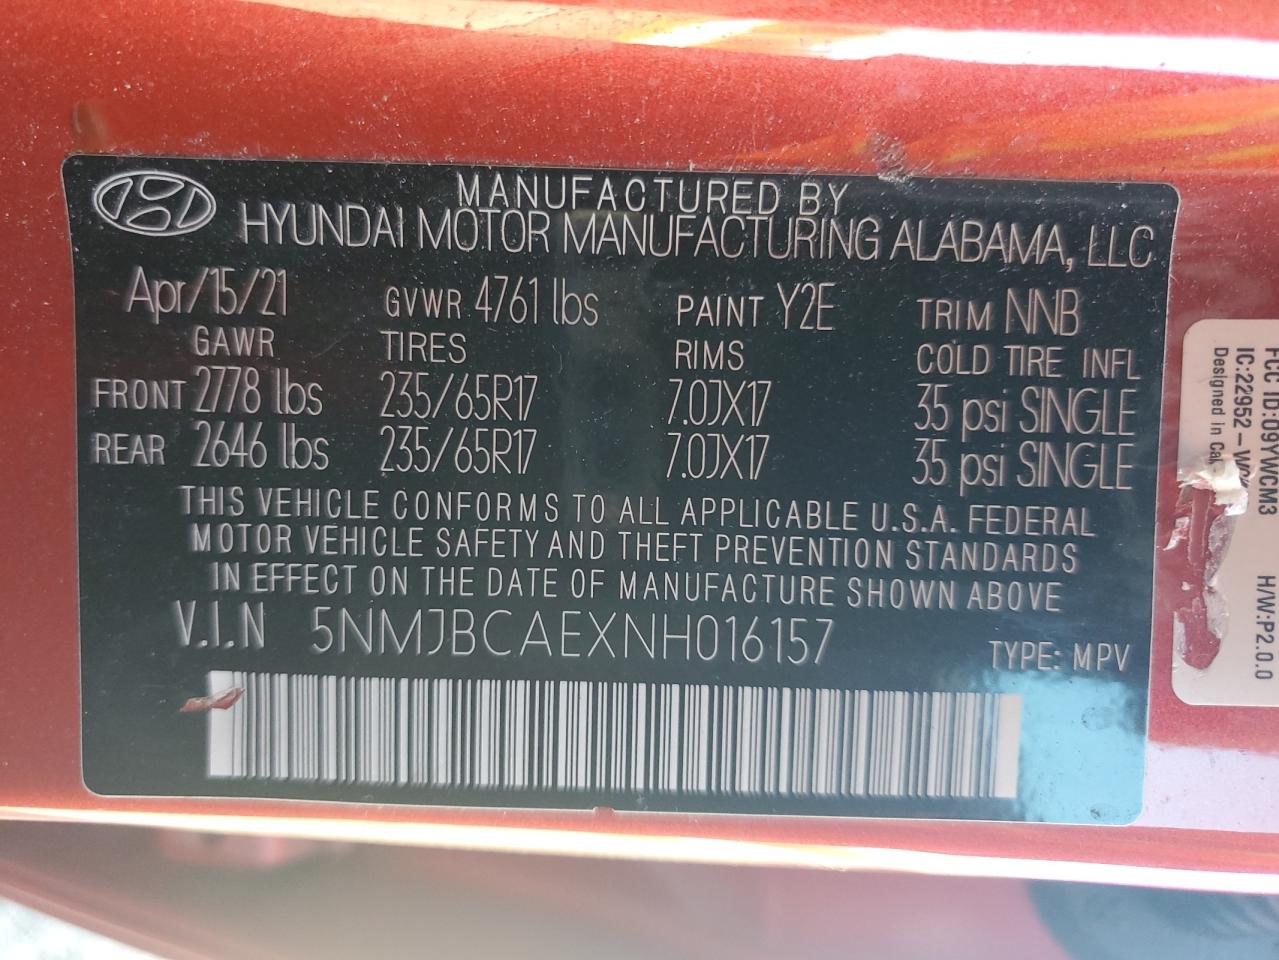 MANUFACTURED BY
HYUNDAI MOTOR MANUFACTURING ALABAMA, LLC
Apr/15/21 GVWR 4761 lbs PAINT Y2E TRIM NNB
GAWR TIRES RIMS COLD TIRE INFL
FRONT 2778 lbs 235/65R17 7.0JX17 35 psi SINGLE
REAR 2646 lbs 235/65R17 7.0JX17 35 psi SINGLE
THIS VEHICLE CONFORMS TO ALL APPLICABLE U.S.A. FEDERAL
MOTOR VEHICLE SAFETY AND THEFT PREVENTION STANDARDS
IN EFFECT ON THE DATE OF MANUFACTURE SHOWN ABOVE
V.I.N 5NMJBCAEXNH016157 TYPE: MPV
FCC ID:O9YWCM3
IC:22952-
Designed in
H/W:P2.0.0